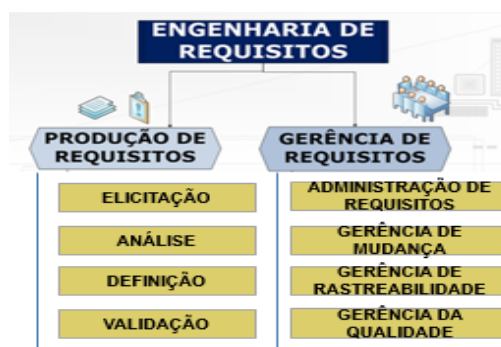 ENGENHARIA DE
REQUISITOS
PRODUÇÃO DE
REQUISITOS
GERÊNCIA DE
REQUISITOS
ELICITAÇÃO
ANÁLISE
DEFINIÇÃO
VALIDAÇÃO
ADMINISTRAÇÃO DE
REQUISITOS
GERÊNCIA DE
MUDANÇA
GERÊNCIA DE
RASTREABILIDADE
GERÊNCIA DA
QUALIDADE